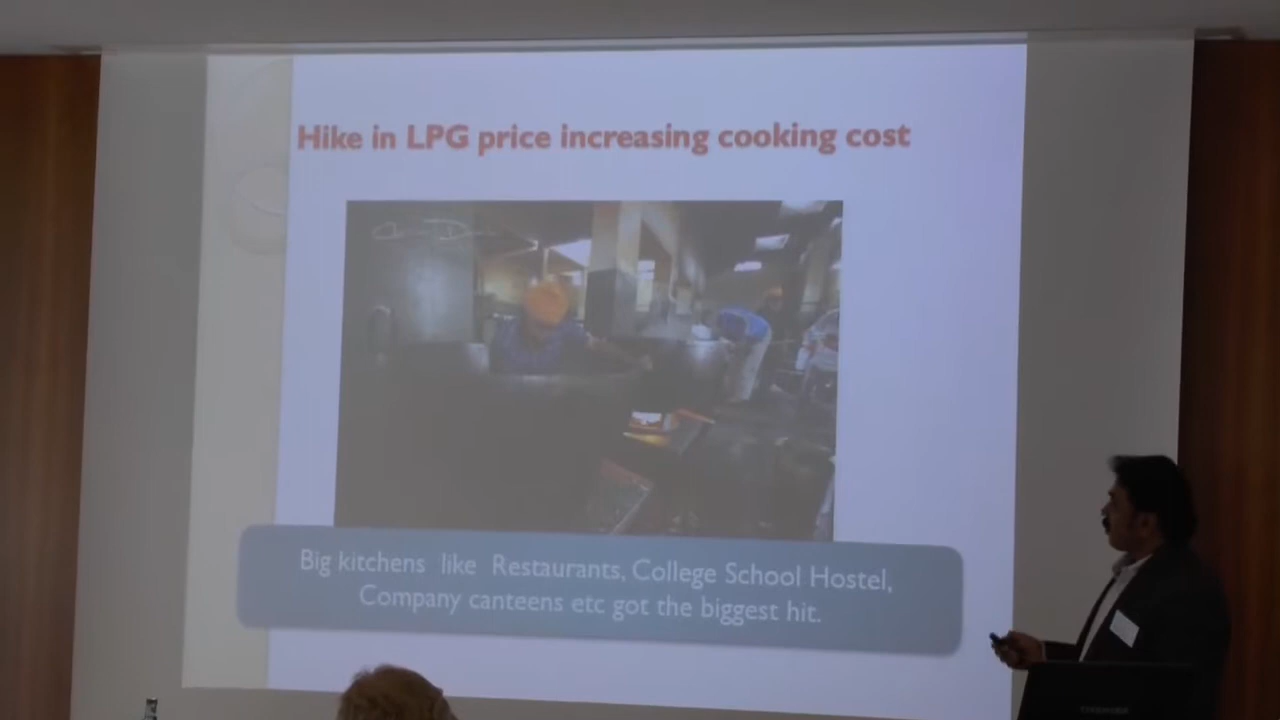 Hike in LPG price increasing cooking cost
Big kitchens like Restaurants, College School Hostel,
Company canteens etc got the biggest hit.